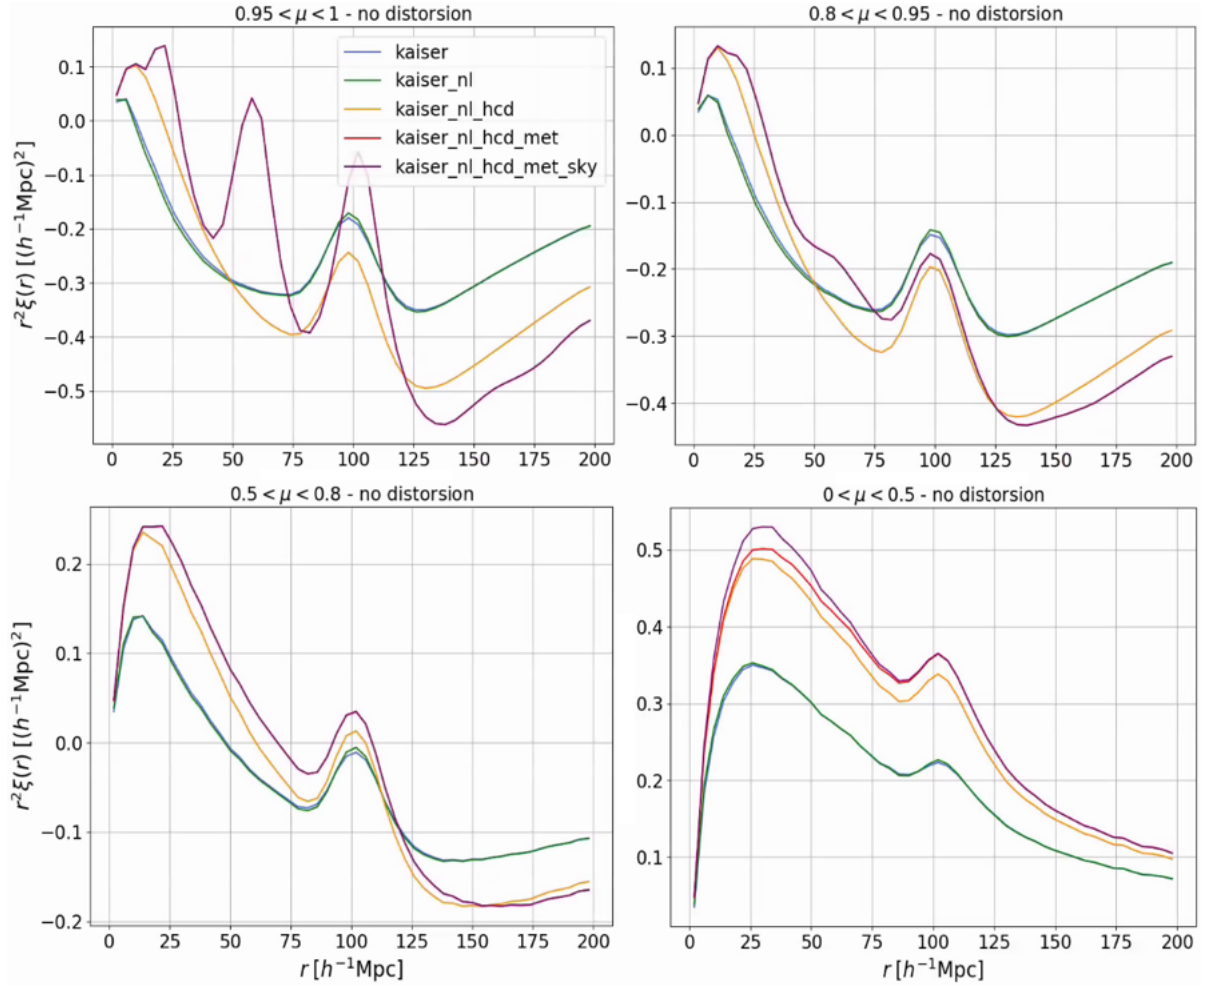 0.95 < μ < 1 - no distorsion
kaiser
kaiser_nl
kaiser_nl_hcd
kaiser_nl_hcd_met
kaiser_nl_hcd_met_sky
r²ξ(r) [(h⁻¹Mpc)²]
0.1
0.0
−0.1
−0.2
−0.3
−0.4
−0.5
0 25 50 75 100 125 150 175 200
0.8 < μ < 0.95 - no distorsion
0.1
0.0
−0.1
−0.2
−0.3
−0.4
0 25 50 75 100 125 150 175 200
0.5 < μ < 0.8 - no distorsion
r²ξ(r) [(h⁻¹Mpc)²]
0.2
0.1
0.0
−0.1
−0.2
0 25 50 75 100 125 150 175 200
r [h⁻¹Mpc]
0 < μ < 0.5 - no distorsion
0.5
0.4
0.3
0.2
0.1
0 25 50 75 100 125 150 175 200
r [h⁻¹Mpc]